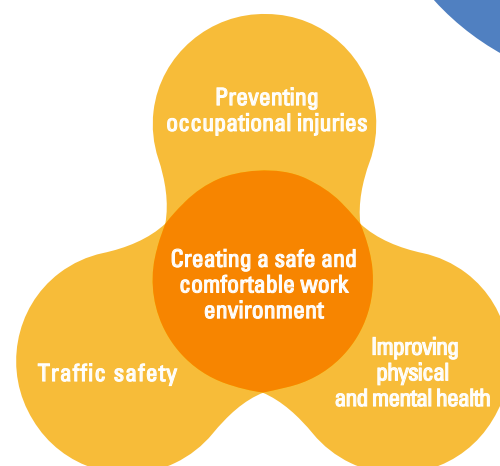 Preventing
occupational injuries
Creating a safe and
comfortable work
environment
Traffic safety
Improving
physical
and mental health